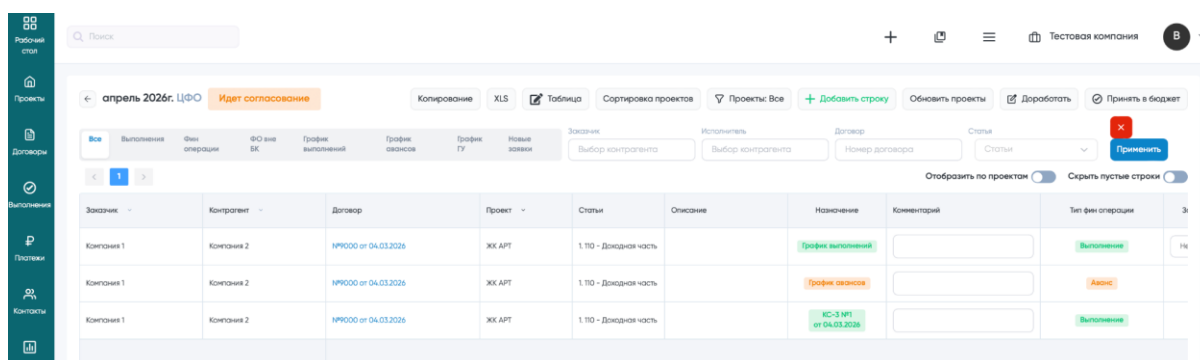 Рабочий
стол
Проекты
Договоры
Выполнения
Платежи
Контакты
Поиск
Тестовая компания
В
апрель 2026г. ЦФО Идет согласование
Копирование XLS Таблица Сортировка проектов Проекты: Все Добавить строку Обновить проекты Доработать Принять в бюджет
Все Выполнения Фин операции ФО вне БК График выполнений График авансов График ГУ Новые заявки
Заказчик Исполнитель Договор Статья
Выбор контрагента Выбор контрагента Номер договора Статьи Применить
< 1 >
Отобразить по проектам Скрыть пустые строки
Заказчик Контрагент Договор Проект Статьи Описание Назначение Комментарий Тип фин операции
Компания 1 Компания 2 №9000 от 04.03.2026 ЖК АРТ 1. 110 - Доходная часть График выполнений Выполнение
Компания 1 Компания 2 №9000 от 04.03.2026 ЖК АРТ 1. 110 - Доходная часть График авансов Аванс
Компания 1 Компания 2 №9000 от 04.03.2026 ЖК АРТ 1. 110 - Доходная часть КС-3 №1 от 04.03.2026 Выполнение